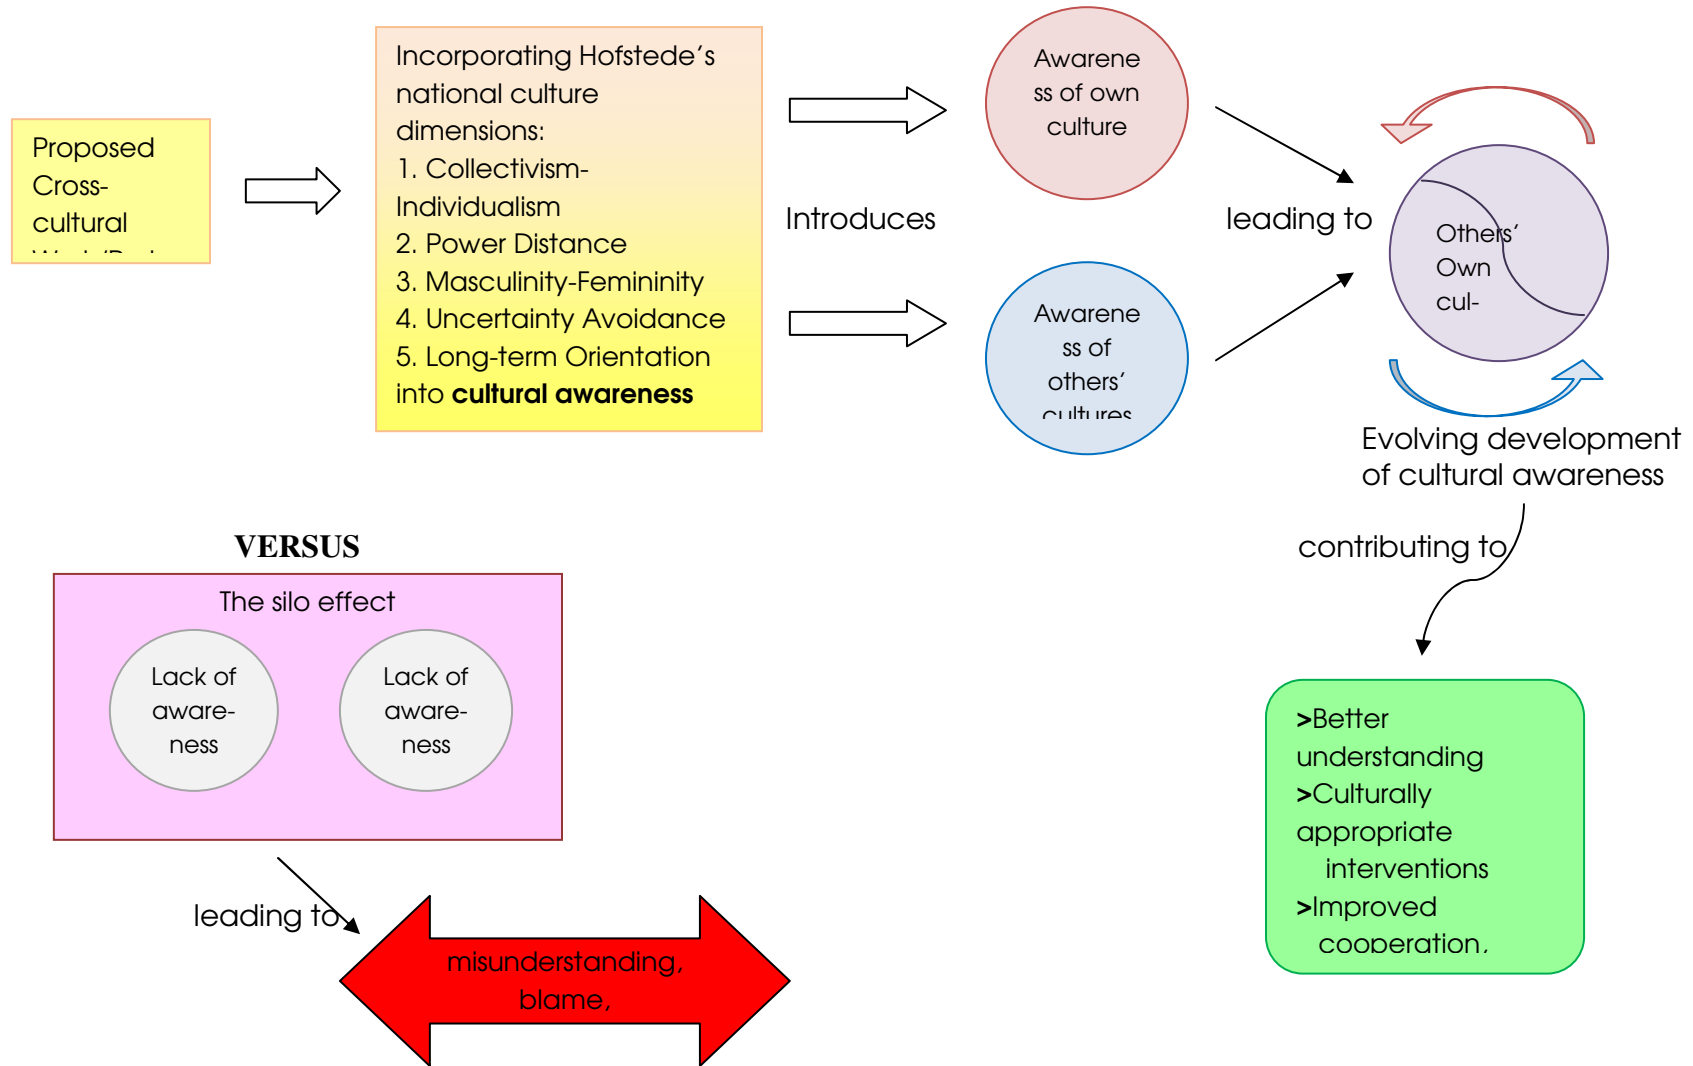 Proposed
Cross-
cultural
Incorporating Hofstede's
national culture
dimensions:
1. Collectivism-
Individualism
2. Power Distance
3. Masculinity-Femininity
4. Uncertainty Avoidance
5. Long-term Orientation
into cultural awareness
Introduces
Awarene
ss of own
culture
Awarene
ss of
others'
cultures
leading to
Others'
Own
cul-
Evolving development
of cultural awareness
contributing to
>Better
understanding
>Culturally
appropriate
interventions
>Improved
cooperation,
VERSUS
The silo effect
Lack of
aware-
ness
Lack of
aware-
ness
leading to
misunderstanding,
blame,